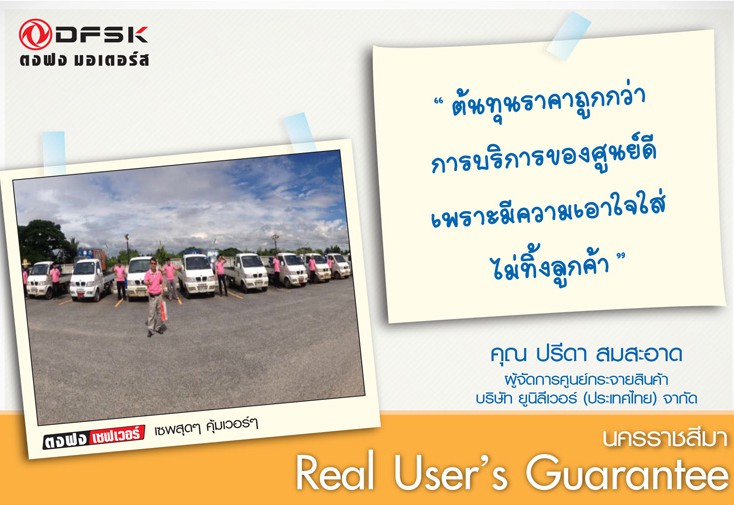 DFSK
ตงฟง มอเตอร์ส
“ ต้นทุนราคาถูกกว่า
การบริการของศูนย์ดี
เพราะมีความเอาใจใส่
ไม่ทิ้งลูกค้า ”
คุณ ปรีดา สมสะอาด
ผู้จัดการศูนย์กระจายสินค้า
บริษัท ยูนิลีเวอร์ (ประเทศไทย) จำกัด
ตงฟง เซฟเวอร์ เซฟสุดๆ คุ้มเวอร์ๆ
นครราชสีมา
Real User's Guarantee